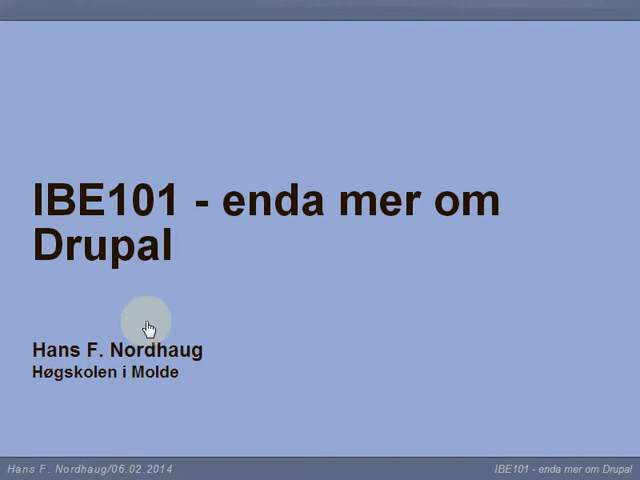 IBE101 - enda mer om
Drupal
Hans F. Nordhaug
Høgskolen i Molde
Hans F. Nordhaug/06.02.2014
IBE101 - enda mer om Drupal